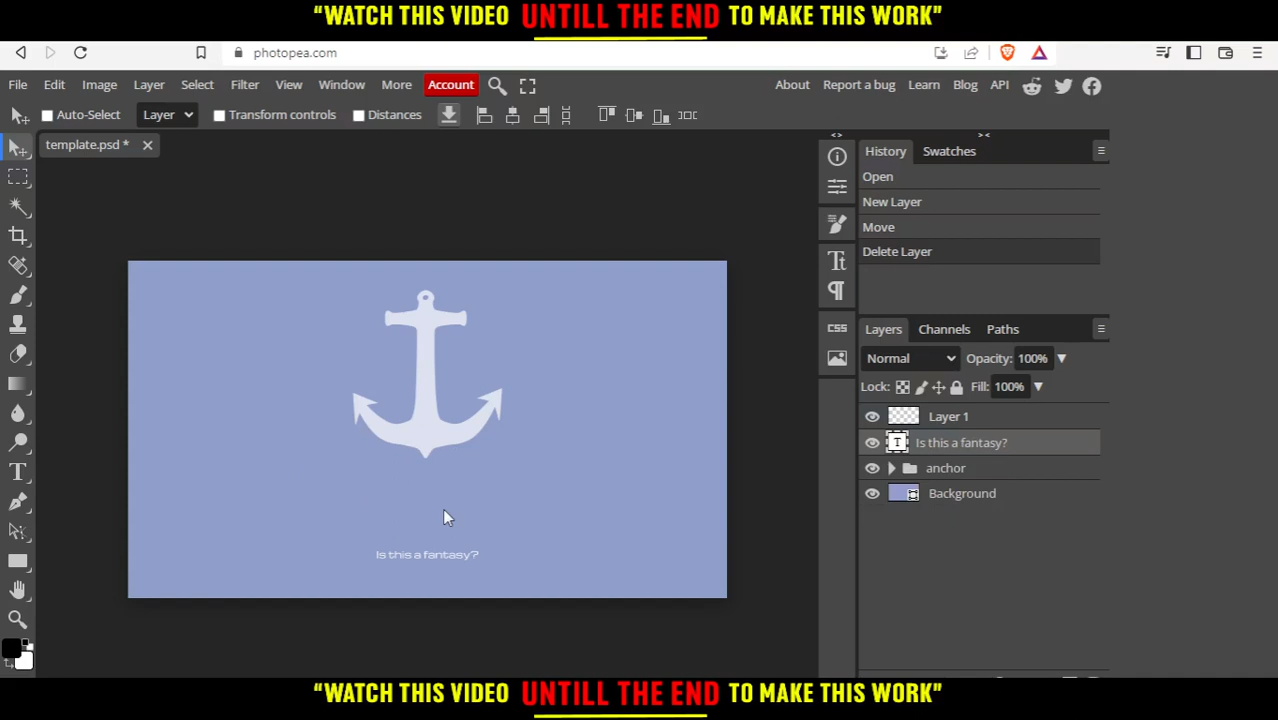 “WATCH THIS VIDEO UNTILL THE END TO MAKE THIS WORK”
photopea.com
File Edit Image Layer Select Filter View Window More Account About Report a bug Learn Blog API
Auto-Select Layer Transform controls Distances
template.psd *
History Swatches
Open
New Layer
Move
Delete Layer
Tt
CSS
Layers Channels Paths
Normal Opacity: 100%
Lock: Fill: 100%
Layer 1
T Is this a fantasy?
anchor
Background
Is this a fantasy?
“WATCH THIS VIDEO UNTILL THE END TO MAKE THIS WORK”